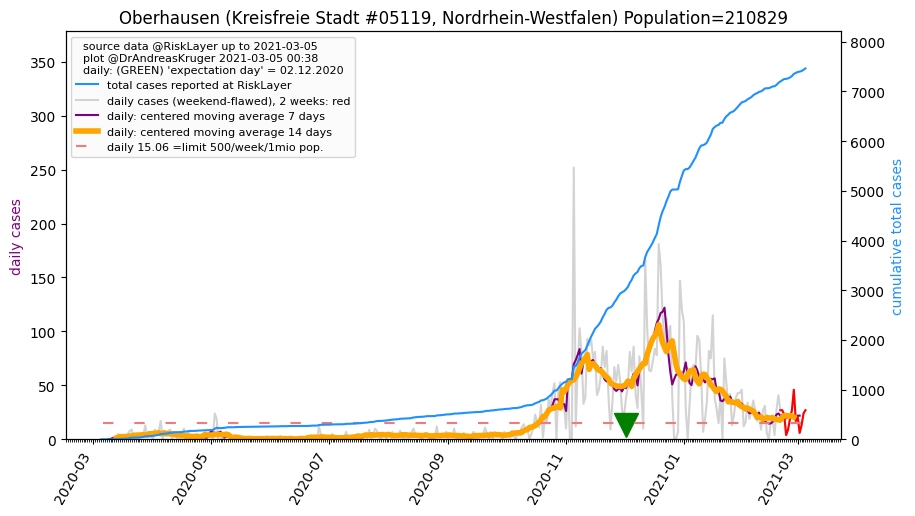 Oberhausen (Kreisfreie Stadt #05119, Nordrhein-Westfalen) Population=210829
source data @RiskLayer up to 2021-03-05
plot @DrAndreasKruger 2021-03-05 00:38
daily: (GREEN) 'expectation day' = 02.12.2020
total cases reported at RiskLayer
daily cases (weekend-flawed), 2 weeks: red
daily: centered moving average 7 days
daily: centered moving average 14 days
daily 15.06 =limit 500/week/1mio pop.
daily cases
350
300
250
200
150
100
50
0
8000
7000
6000
5000
4000
3000
2000
1000
0
cumulative total cases
2020-03
2020-05
2020-07
2020-09
2020-11
2021-01
2021-03